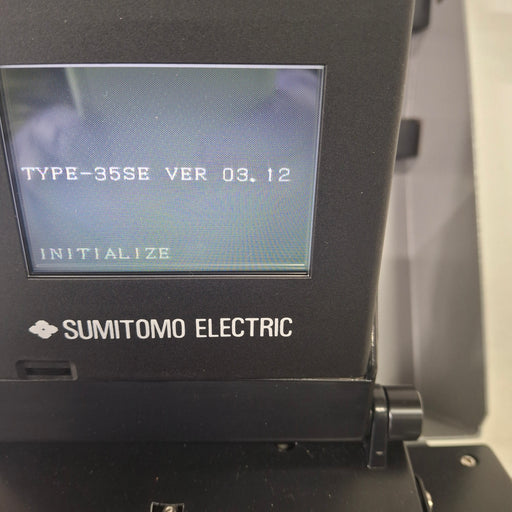 TYPE-35SE VER 03.12
INITIALIZE
SUMITOMO ELECTRIC